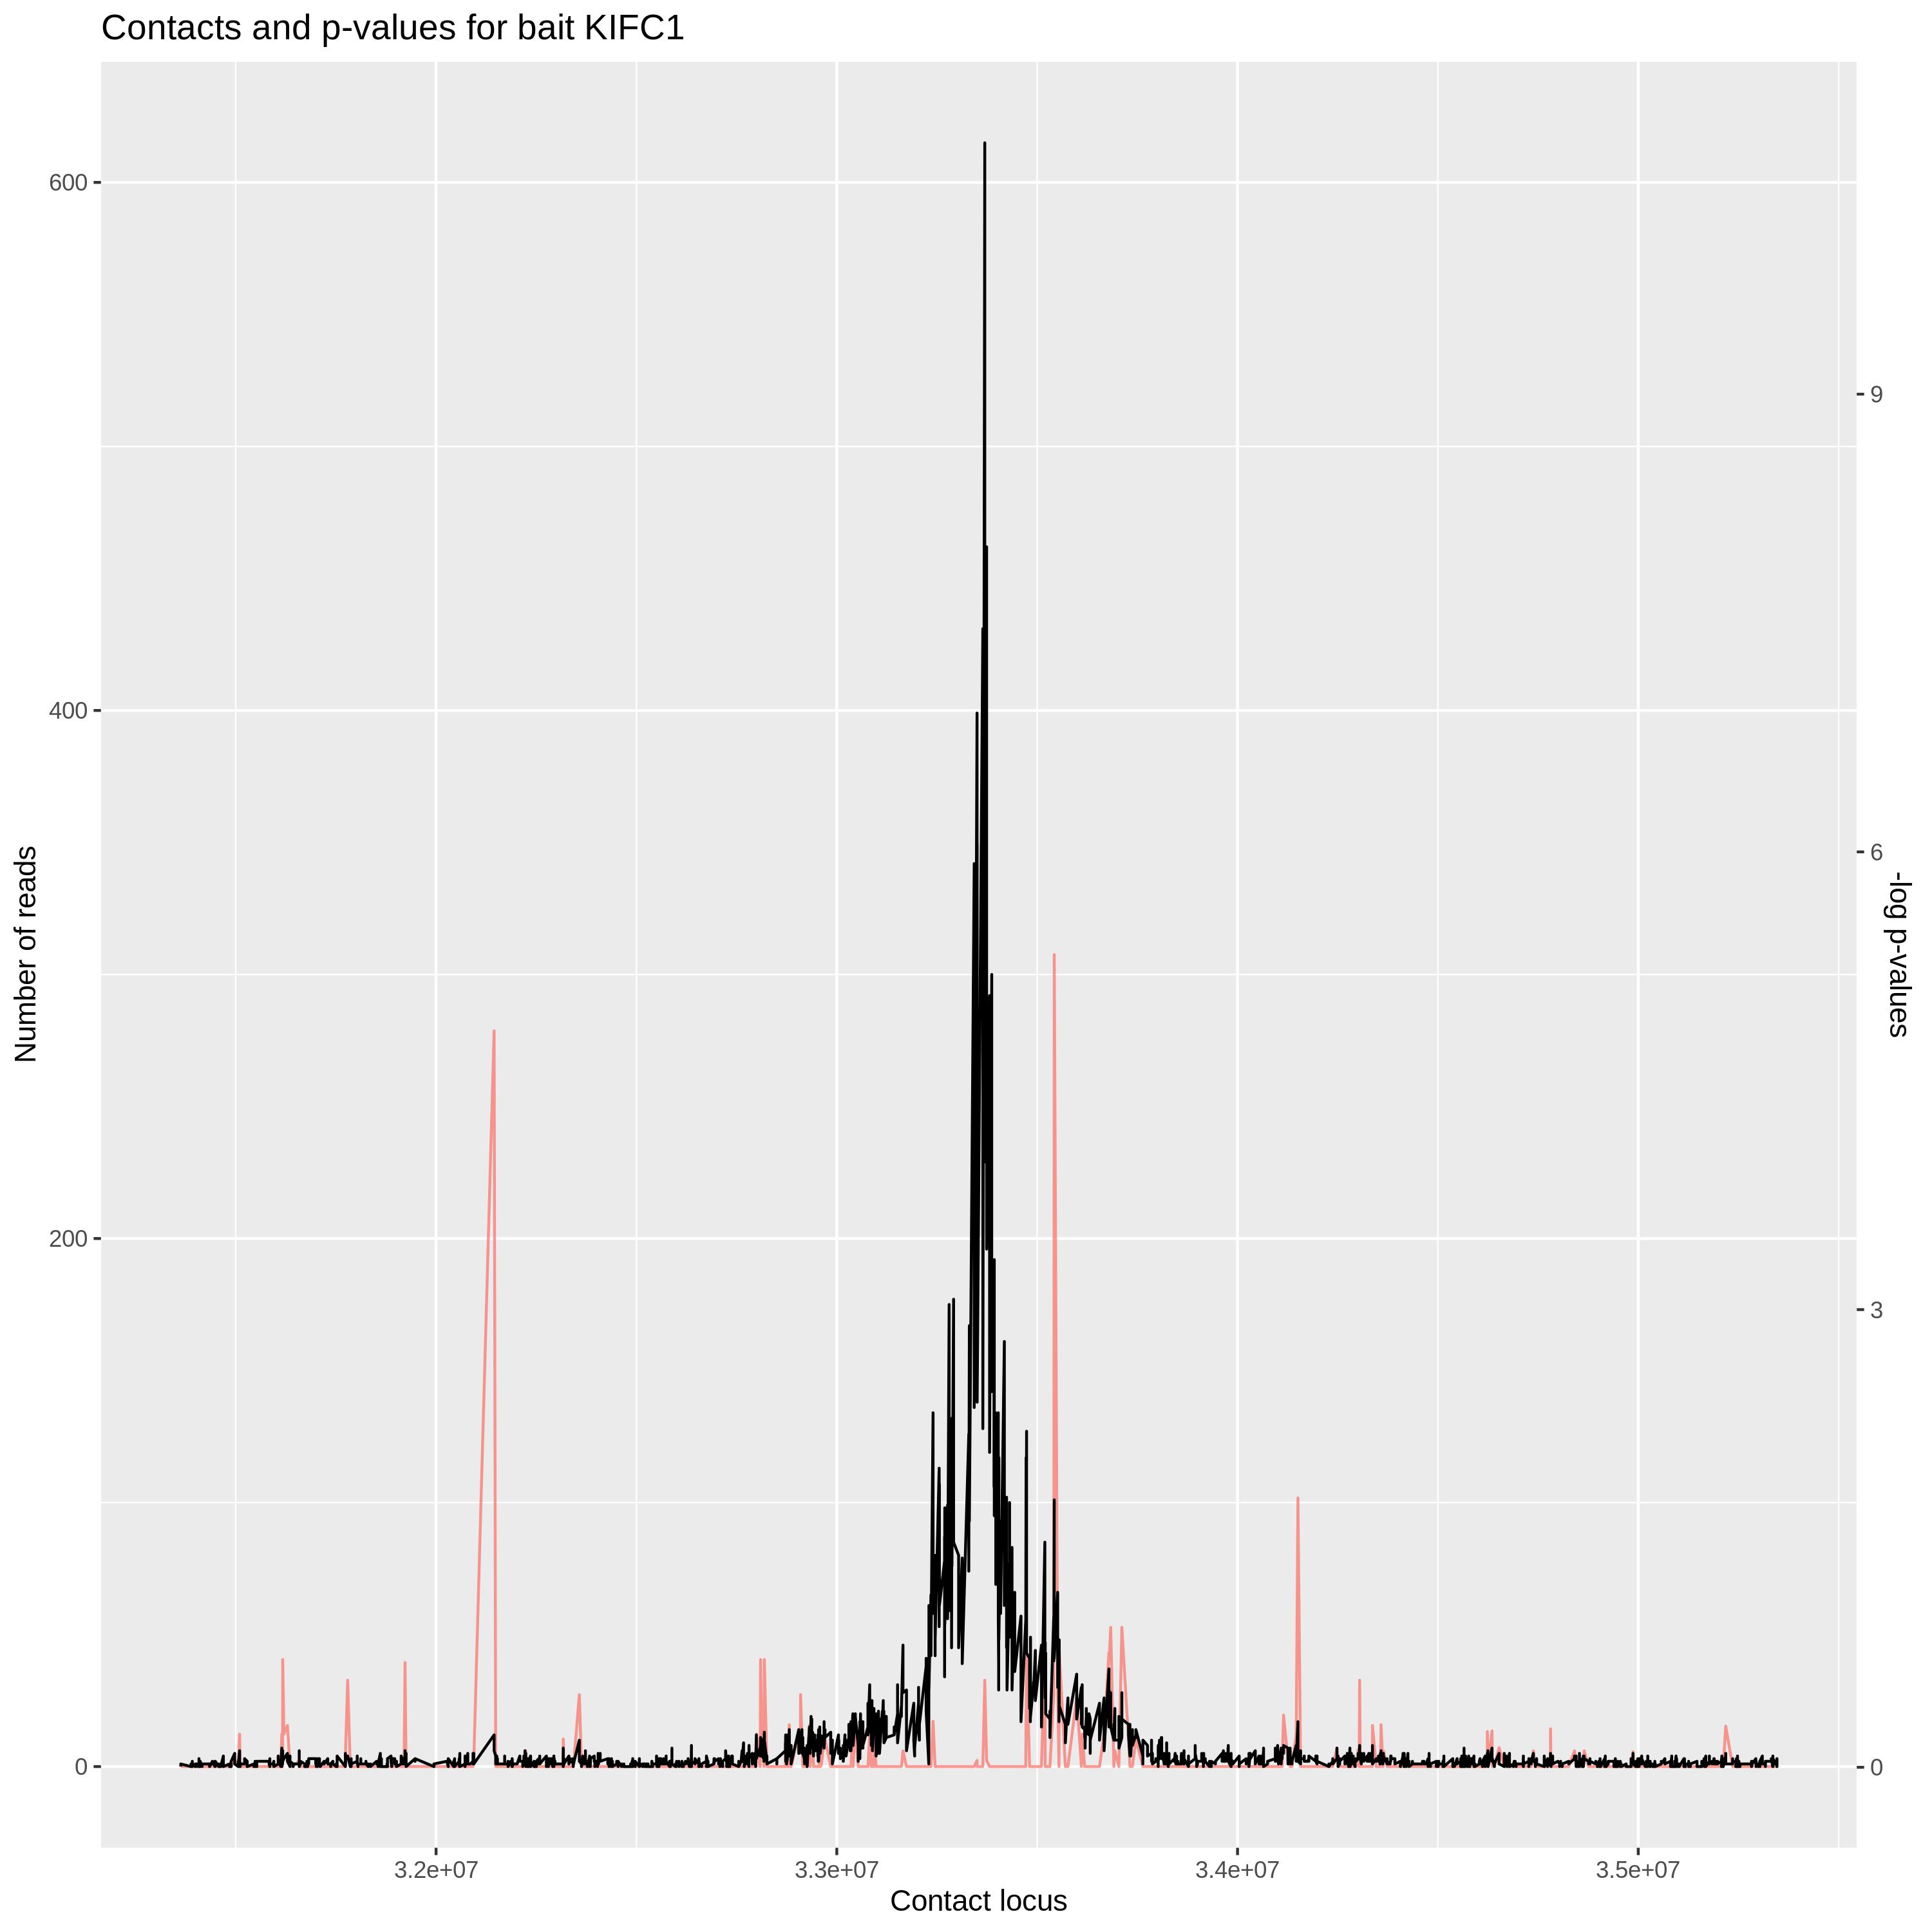 Contacts and p-values for bait KIFC1
600
400
200
0
Number of reads
9
6
3
0
-log p-values
3.2e+07
3.3e+07
3.4e+07
3.5e+07
Contact locus